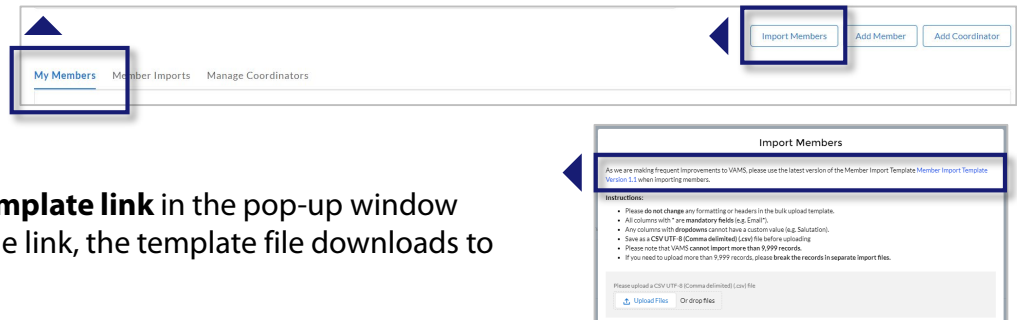 Import Members Add Member Add Coordinator
My Members Member Imports Manage Coordinators
Import Members
As we are making frequent improvements to VAMS, please use the latest version of the Member Import Template Member Import Template
Version 1.1 when importing members.
Instructions:
• Please do not change any formatting or headers in the bulk upload template.
• All columns with * are mandatory fields (e.g. Email*).
• Any columns with dropdowns cannot have a custom value (e.g. Salutation).
• Save as a CSV UTF-8 (Comma delimited) (.csv) file before uploading
• Please note that VAMS cannot import more than 9,999 records.
• If you need to upload more than 9,999 records, please break the records in separate import files.
Please upload a CSV UTF-8 (Comma delimited) (.csv) file
Upload Files Or drop files
mplate link in the pop-up window
e link, the template file downloads to